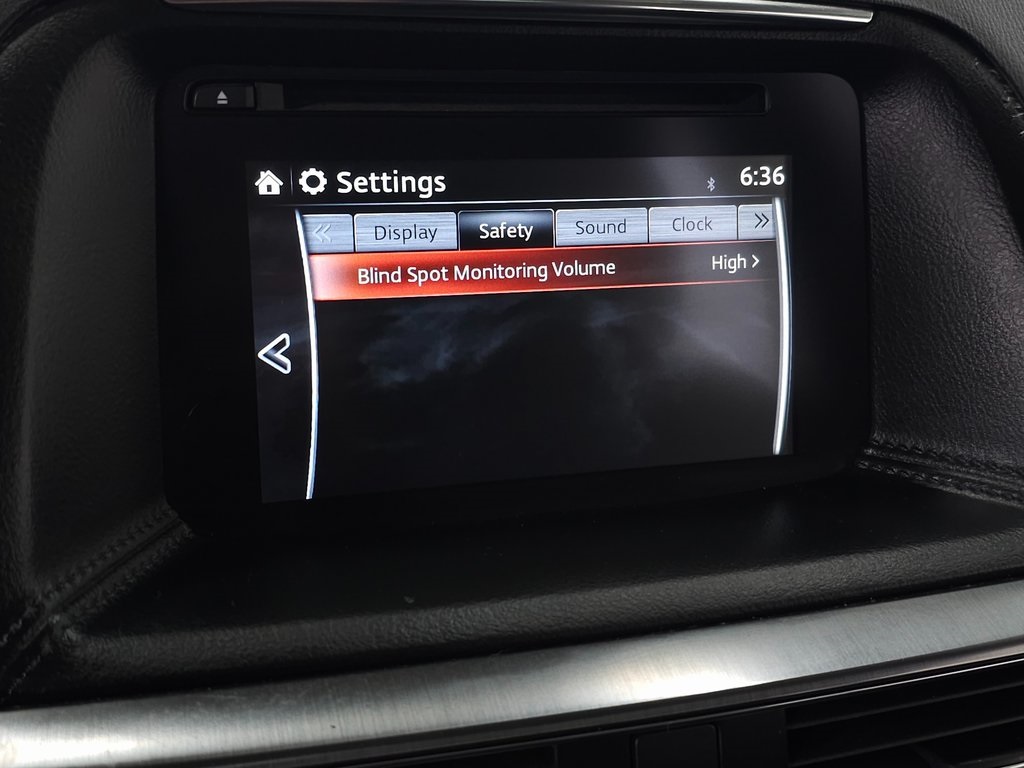 Settings 6:36
Display Safety Sound Clock
Blind Spot Monitoring Volume High